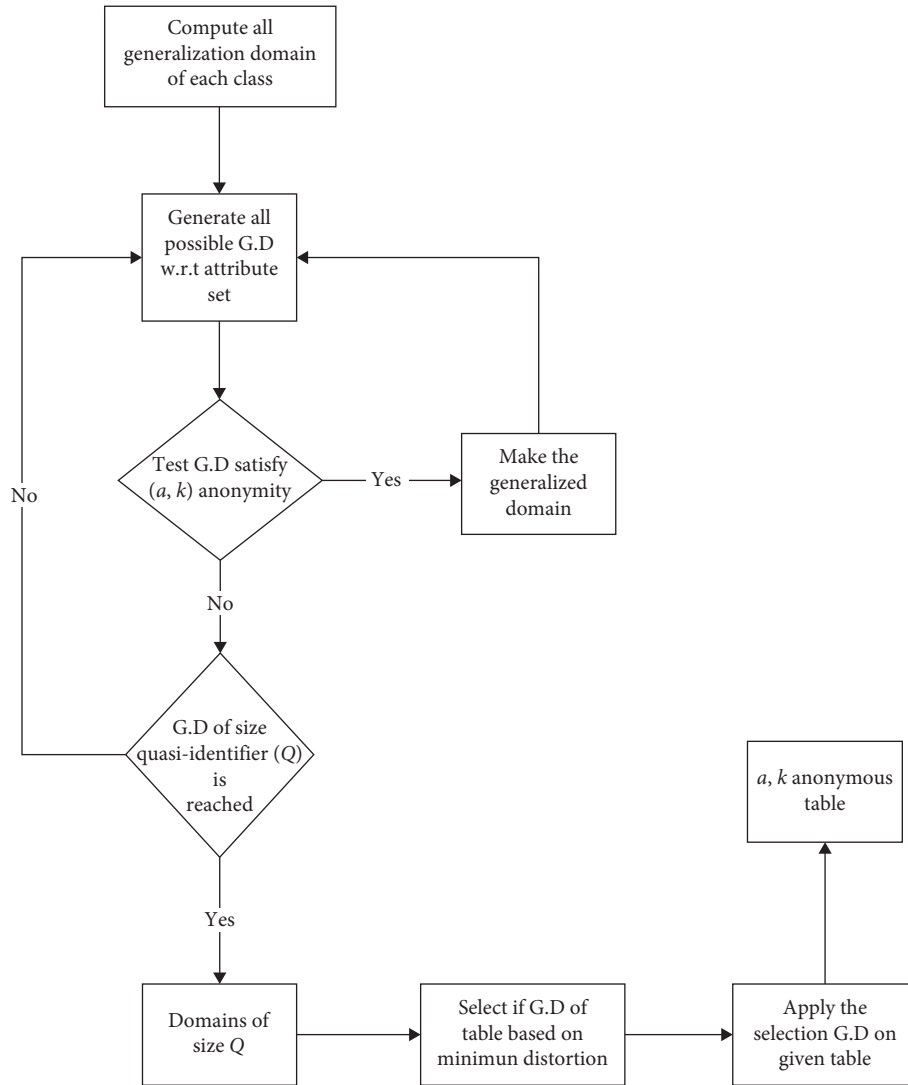 Compute all
generalization domain
of each class
Generate all
possible G.D
w.r.t attribute
set
Test G.D satisfy
(a, k) anonymity
Yes
Make the
generalized
domain
No
No
G.D of size
quasi-identifier (Q)
is
reached
a, k anonymous
table
Yes
Domains of
size Q
Select if G.D of
table based on
minimun distortion
Apply the
selection G.D on
given table